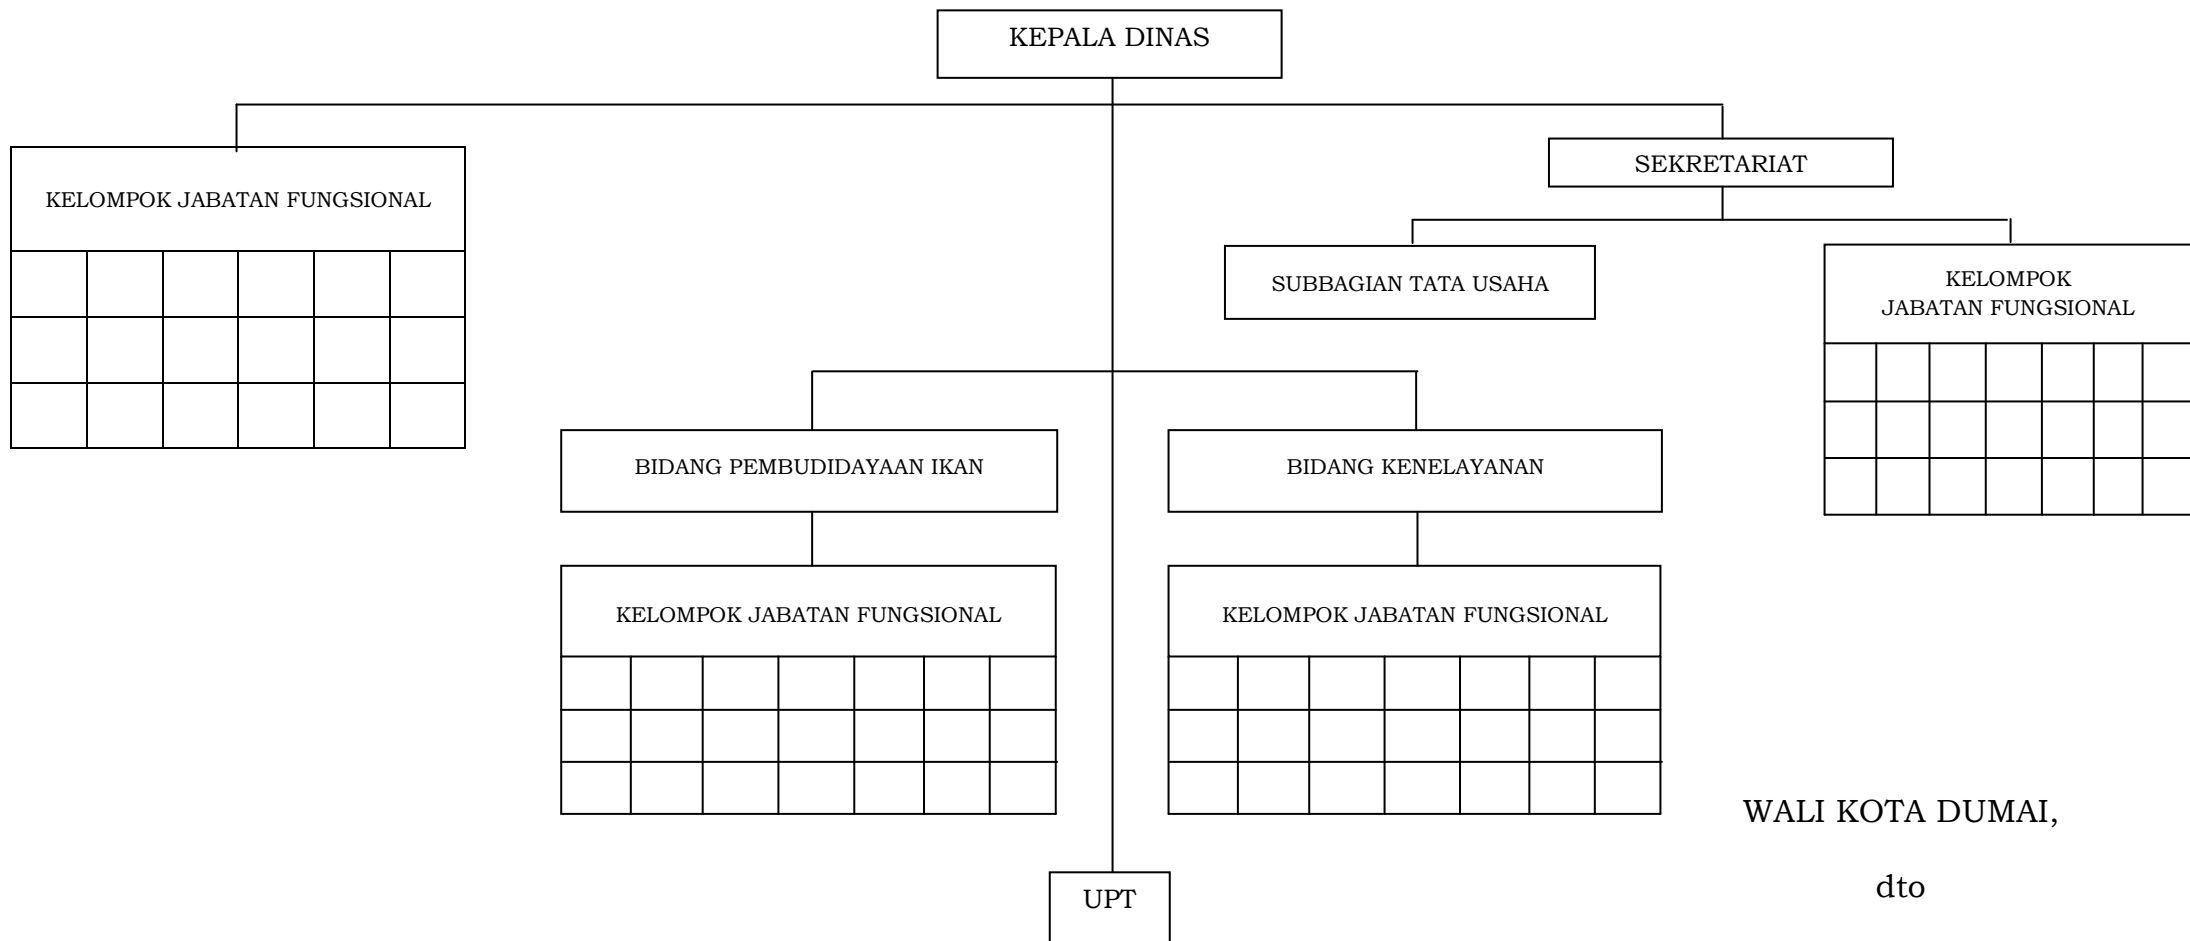 KEPALA DINAS
SEKRETARIAT
KELOMPOK JABATAN FUNGSIONAL
SUBBAGIAN TATA USAHA
KELOMPOK
JABATAN FUNGSIONAL
BIDANG PEMBUDIDAYAAN IKAN
BIDANG KENELAYANAN
KELOMPOK JABATAN FUNGSIONAL
KELOMPOK JABATAN FUNGSIONAL
WALI KOTA DUMAI,
dto
UPT